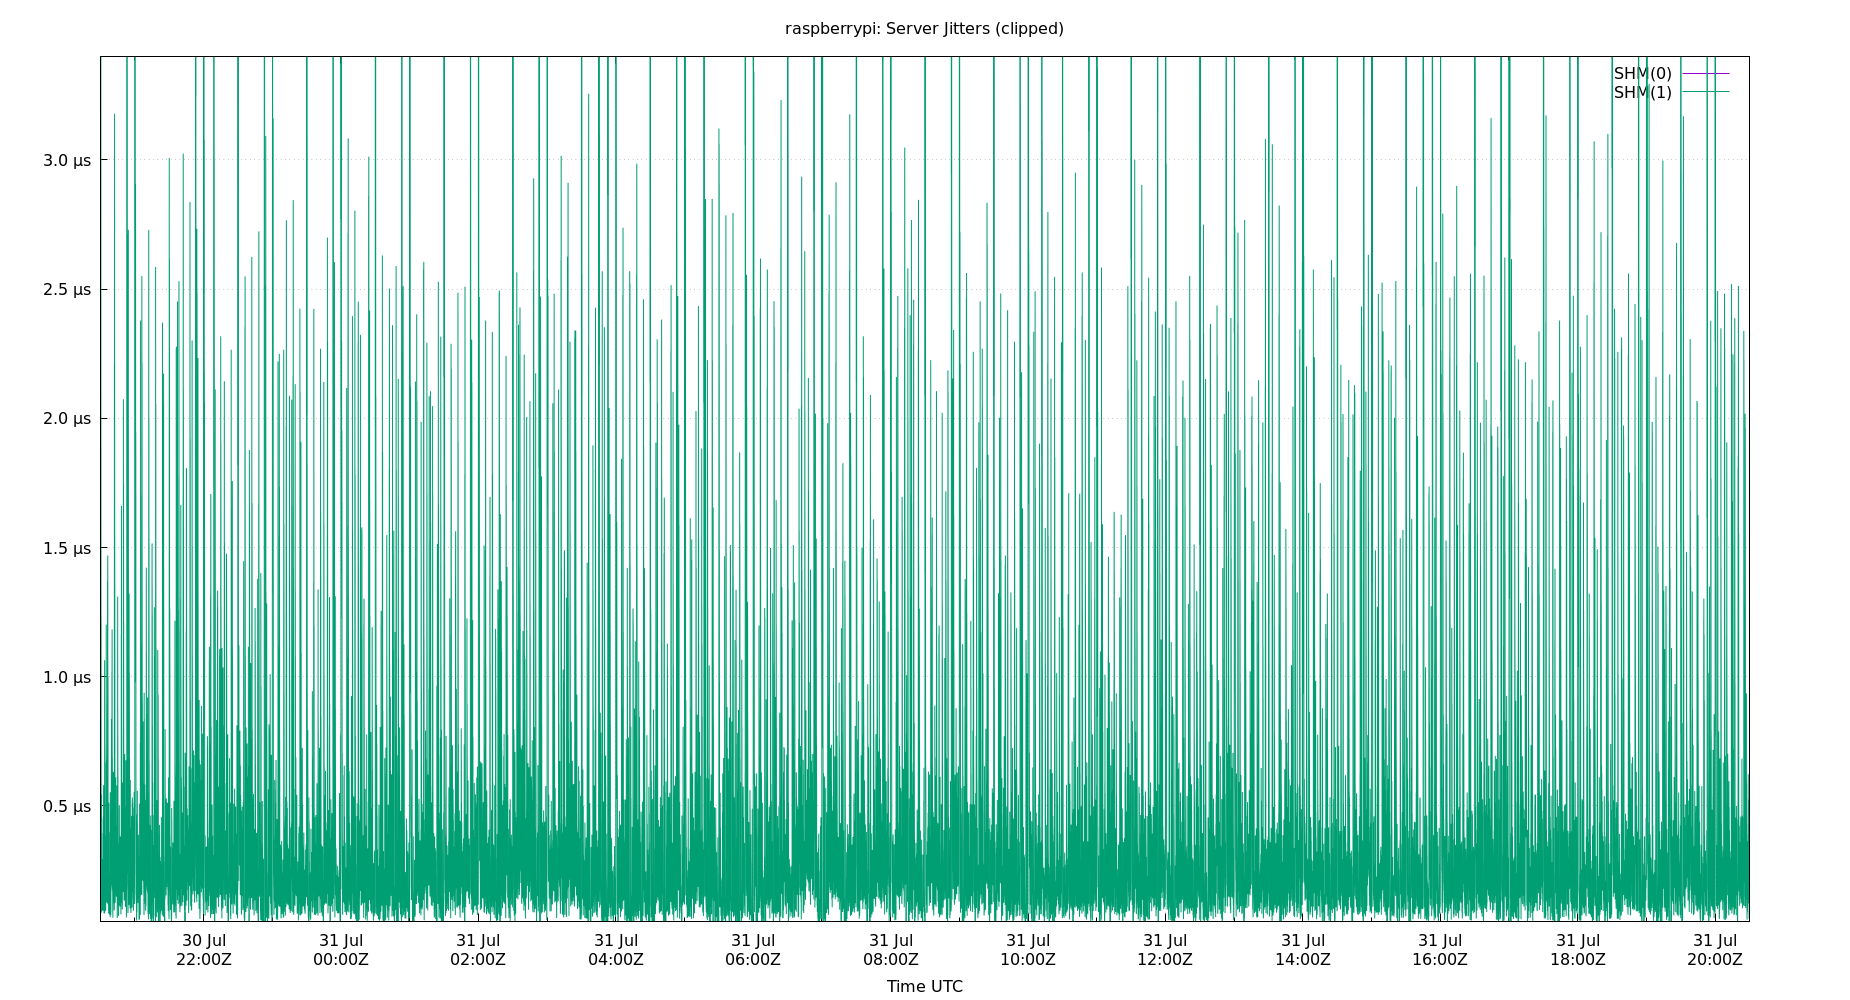 raspberrypi: Server Jitters (clipped)
SHM(0)
SHM(1)
3.0 µs
2.5 µs
2.0 µs
1.5 µs
1.0 µs
0.5 µs
30 Jul 31 Jul 31 Jul 31 Jul 31 Jul 31 Jul 31 Jul 31 Jul 31 Jul 31 Jul 31 Jul 31 Jul
22:00Z 00:00Z 02:00Z 04:00Z 06:00Z 08:00Z 10:00Z 12:00Z 14:00Z 16:00Z 18:00Z 20:00Z
Time UTC